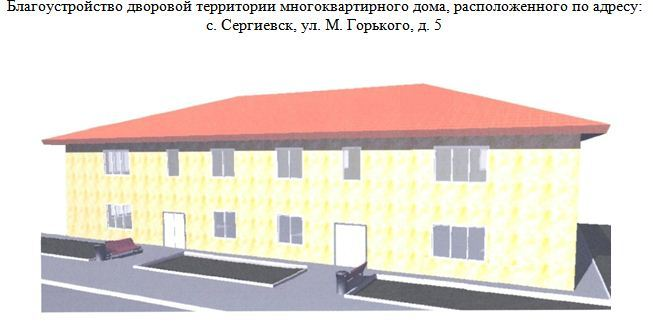 Благоустройство дворовой территории многоквартирного дома, расположенного по адресу:
с. Сергиевск, ул. М. Горького, д. 5